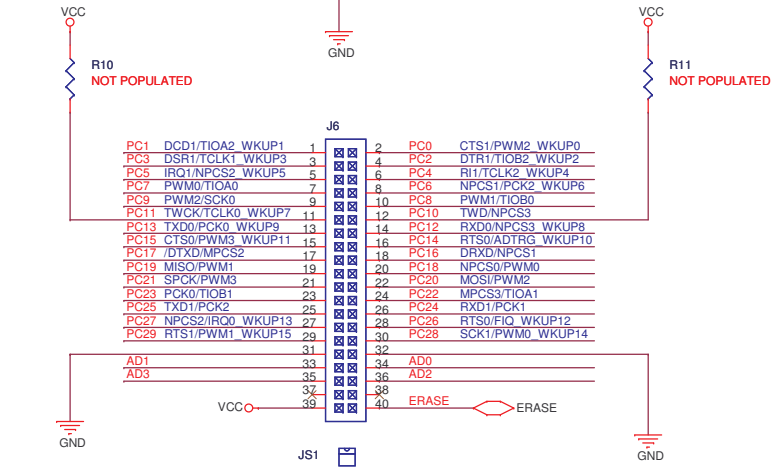 VCC
VCC
GND
R10
NOT POPULATED
R11
NOT POPULATED
J6
PC1 DCD1/TIOA2_WKUP1 1 2 PC0 CTS1/PWM2_WKUP0
PC3 DSR1/TCLK1_WKUP3 3 4 PC2 DTR1/TIOB2_WKUP2
PC5 IRQ1/NPCS2_WKUP5 5 6 PC4 RI1/TCLK2_WKUP4
PC7 PWM0/TIOA0 7 8 PC6 NPCS1/PCK2_WKUP6
PC9 PWM2/SCK0 9 10 PC8 PWM1/TIOB0
PC11 TWCK/TCLK0_WKUP7 11 12 PC10 TWD/NPCS3
PC13 TXD0/PCK0_WKUP9 13 14 PC12 RXD0/NPCS3_WKUP8
PC15 CTS0/PWM3_WKUP11 15 16 PC14 RTS0/ADTRG_WKUP10
PC17 /DTXD/MPCS2 17 18 PC16 DRXD/NPCS1
PC19 MISO/PWM1 19 20 PC18 NPCS0/PWM0
PC21 SPCK/PWM3 21 22 PC20 MOSI/PWM2
PC23 PCK0/TIOB1 23 24 PC22 MPCS3/TIOA1
PC25 TXD1/PCK2 25 26 PC24 RXD1/PCK1
PC27 NPCS2/IRQ0_WKUP13 27 28 PC26 RTS0/FIQ_WKUP12
PC29 RTS1/PWM1_WKUP15 29 30 PC28 SCK1/PWM0_WKUP14
31 32
AD1 33 34 AD0
AD3 35 36 AD2
37 38
VCC 39 40 ERASE ERASE
GND
GND
JS1